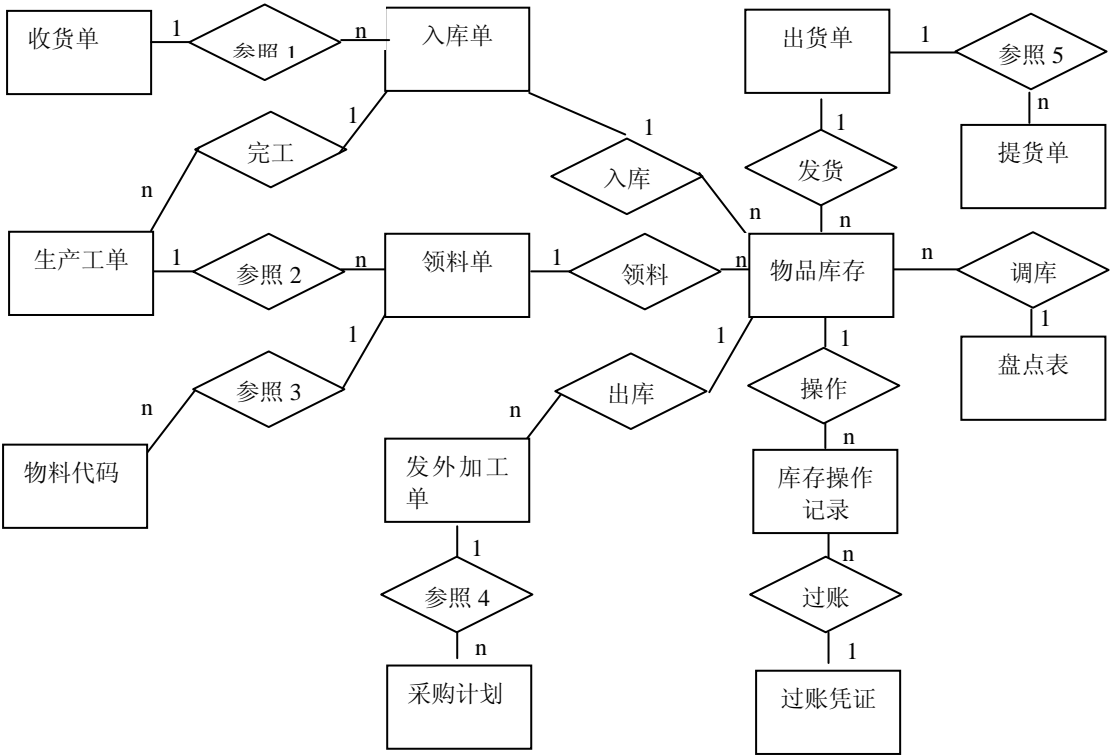 收货单
1
参照 1
n
入库单
出货单
1
参照 5
n
提货单
完工
1
n
1
入库
n
1
发货
n
生产工单
1
参照 2
n
领料单
1
领料
n
物品库存
n
调库
1
盘点表
1
参照 3
n
物料代码
1
出库
n
1
操作
n
发外加工
单
库存操作
记录
1
参照 4
n
采购计划
n
过账
1
过账凭证